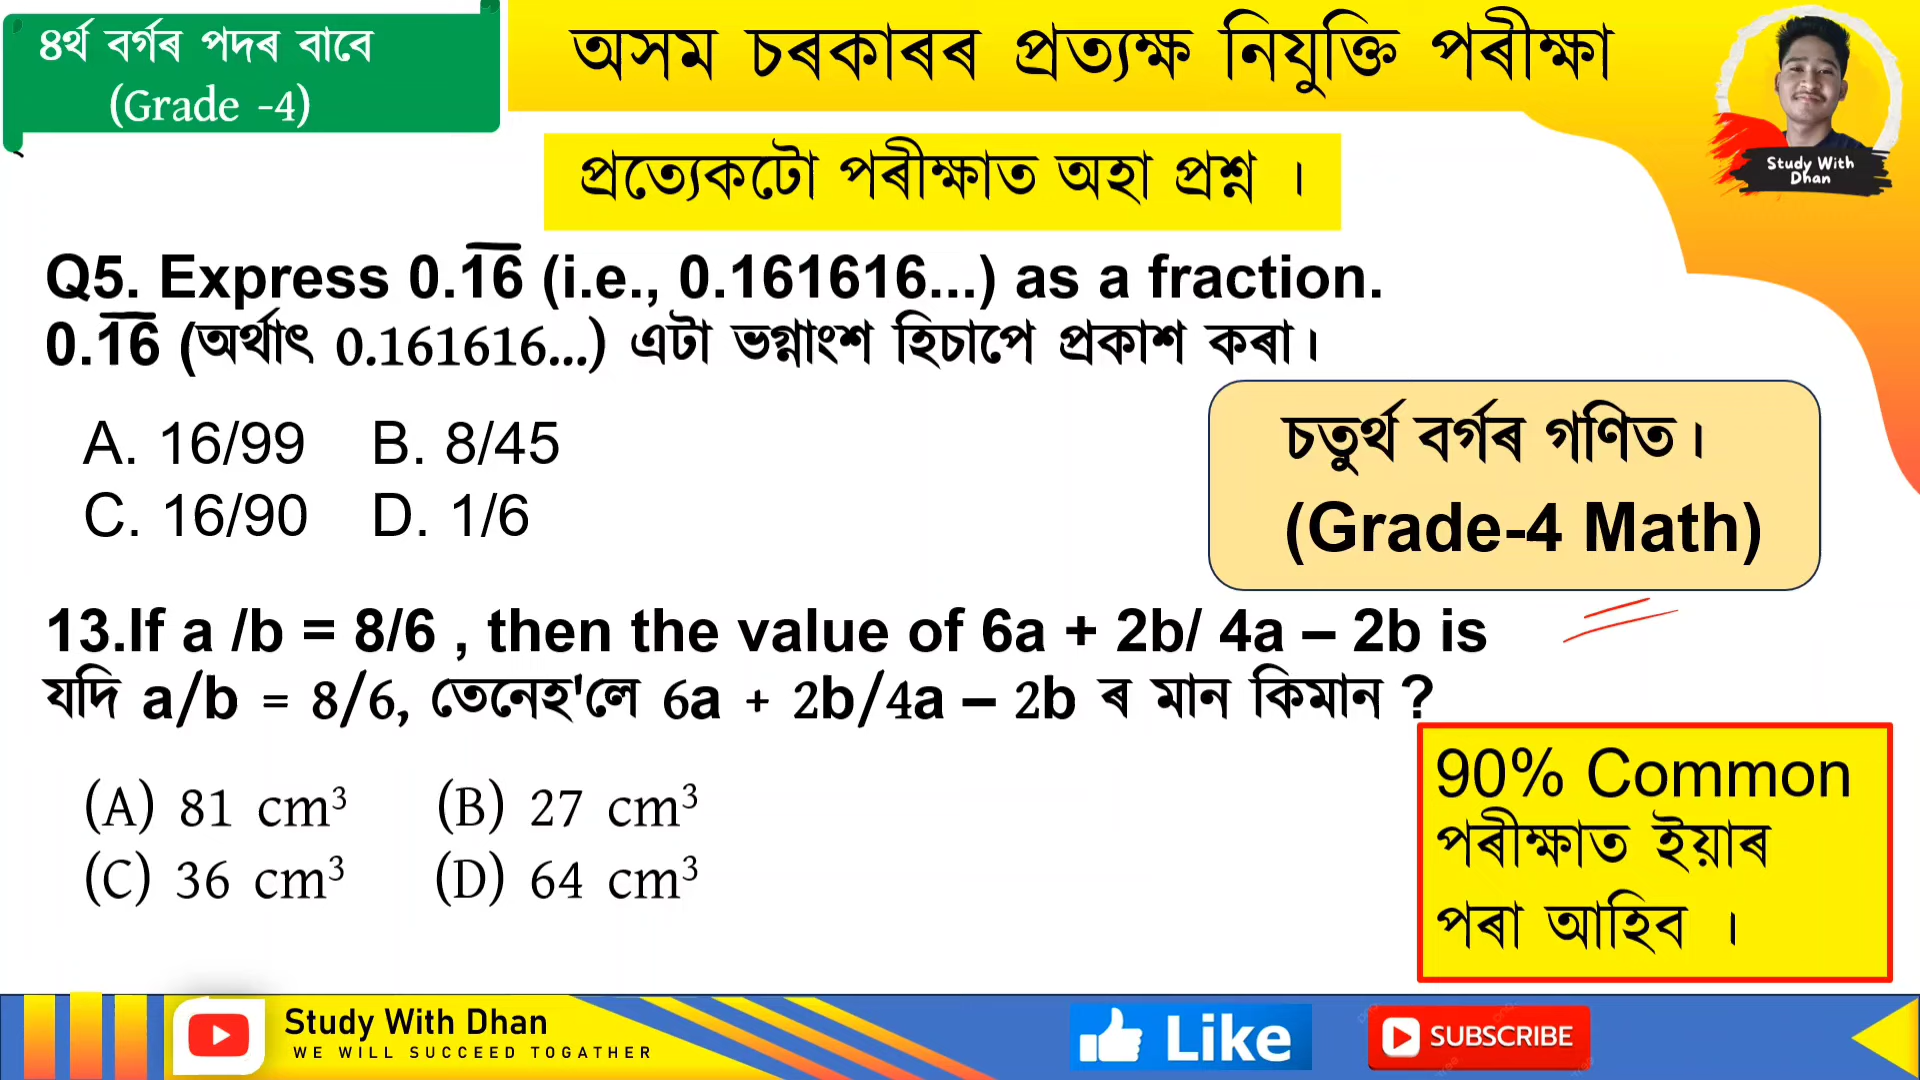 ৪ৰ্থ বৰ্গৰ পদৰ বাবে
(Grade -4)
অসম চৰকাৰৰ প্ৰত্যক্ষ নিযুক্তি পৰীক্ষা
Study With
Dhan
প্ৰত্যেকটো পৰীক্ষাত অহা প্ৰশ্ন ।
Q5. Express 0.1̅6̅ (i.e., 0.161616...) as a fraction.
0.1̅6̅ (অৰ্থাৎ 0.161616...) এটা ভগ্নাংশ হিচাপে প্ৰকাশ কৰা।
A. 16/99 B. 8/45
C. 16/90 D. 1/6
চতুৰ্থ বৰ্গৰ গণিত।
(Grade-4 Math)
13.If a /b = 8/6 , then the value of 6a + 2b/ 4a – 2b is
যদি a/b = 8/6, তেনেহ'লে 6a + 2b/4a – 2b ৰ মান কিমান ?
(A) 81 cm³ (B) 27 cm³
(C) 36 cm³ (D) 64 cm³
90% Common
পৰীক্ষাত ইয়াৰ
পৰা আহিব ।
Study With Dhan
WE WILL SUCCEED TOGATHER
Like
SUBSCRIBE